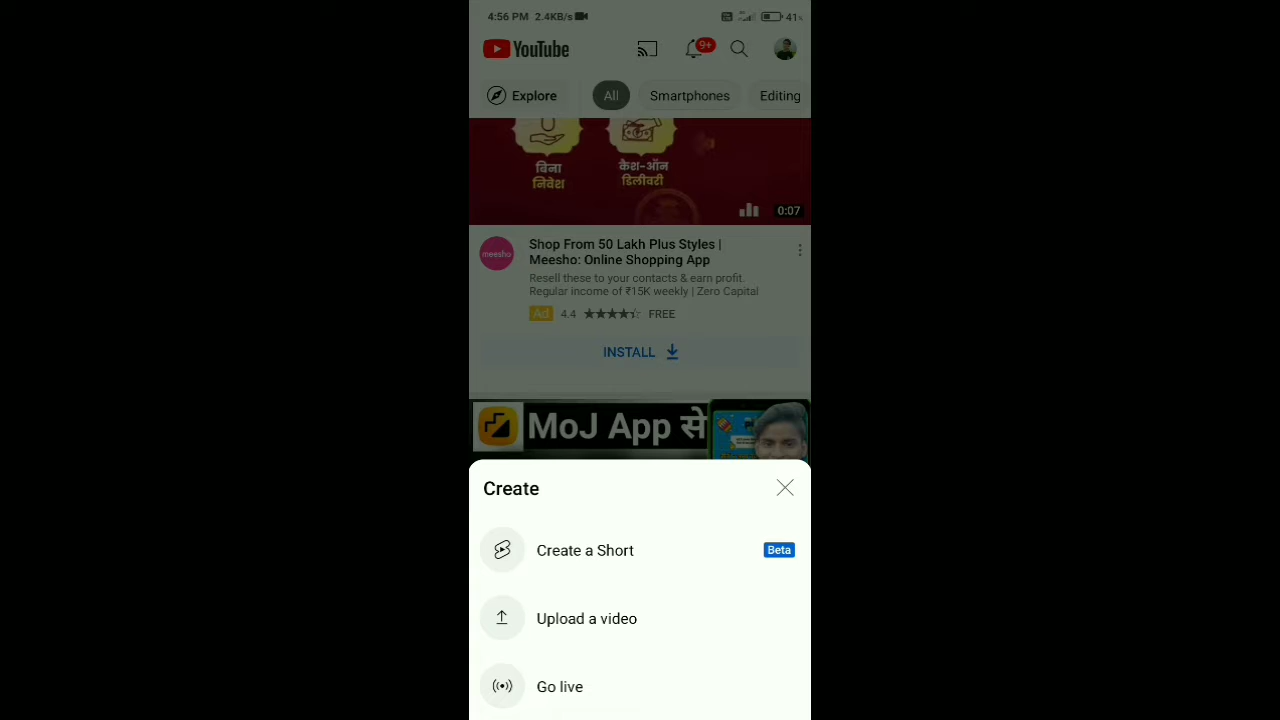 4:56 PM 2.4KB/s 41%
YouTube 9+
Explore All Smartphones Editing
बिना
निवेश
कैश-ऑन
डिलीवरी
0:07
meesho
Shop From 50 Lakh Plus Styles |
Meesho: Online Shopping App
Resell these to your contacts & earn profit.
Regular income of ₹15K weekly | Zero Capital
Ad 4.4 ★★★★⯪ FREE
INSTALL
MoJ App से
Create
Create a Short Beta
Upload a video
Go live